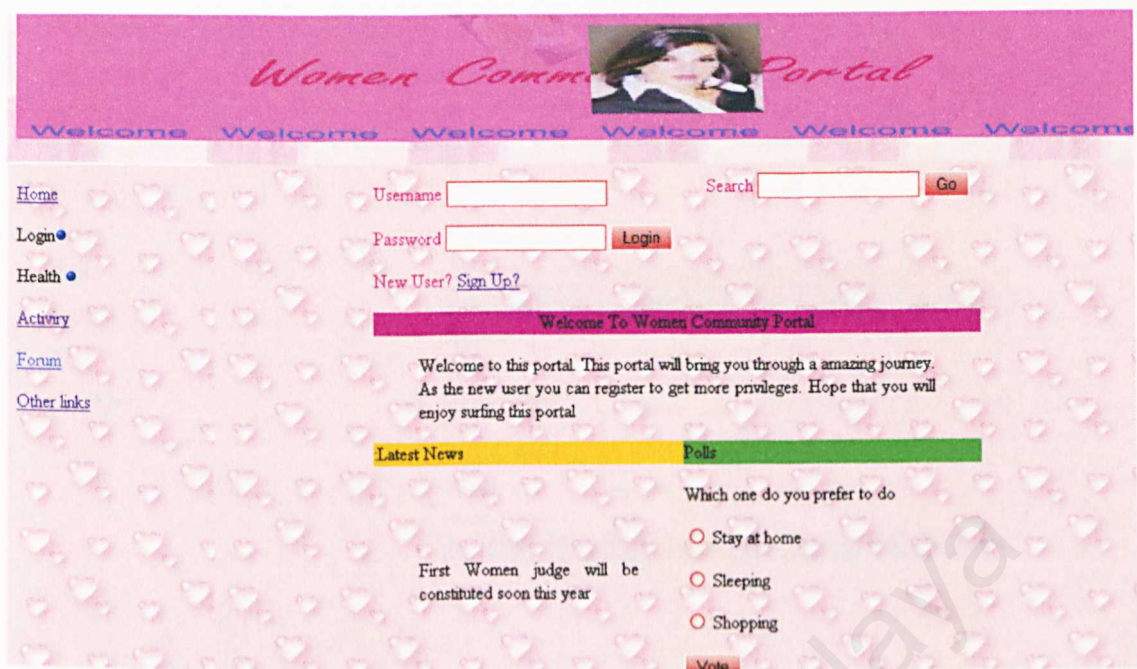 Women Comm Portal
Welcome Welcome Welcome Welcome Welcome Welcome
Home
Login
Health
Activiry
Forum
Other links
Username
Search
Go
Password
Login
New User? Sign Up?
Welcome To Women Community Portal
Welcome to this portal. This portal will bring you through a amazing journey.
As the new user you can register to get more privileges. Hope that you will
enjoy surfing this portal
Latest News
Polls
Which one do you prefer to do
Stay at home
First Women judge will be
constituted soon this year
Sleeping
Shopping
Vote